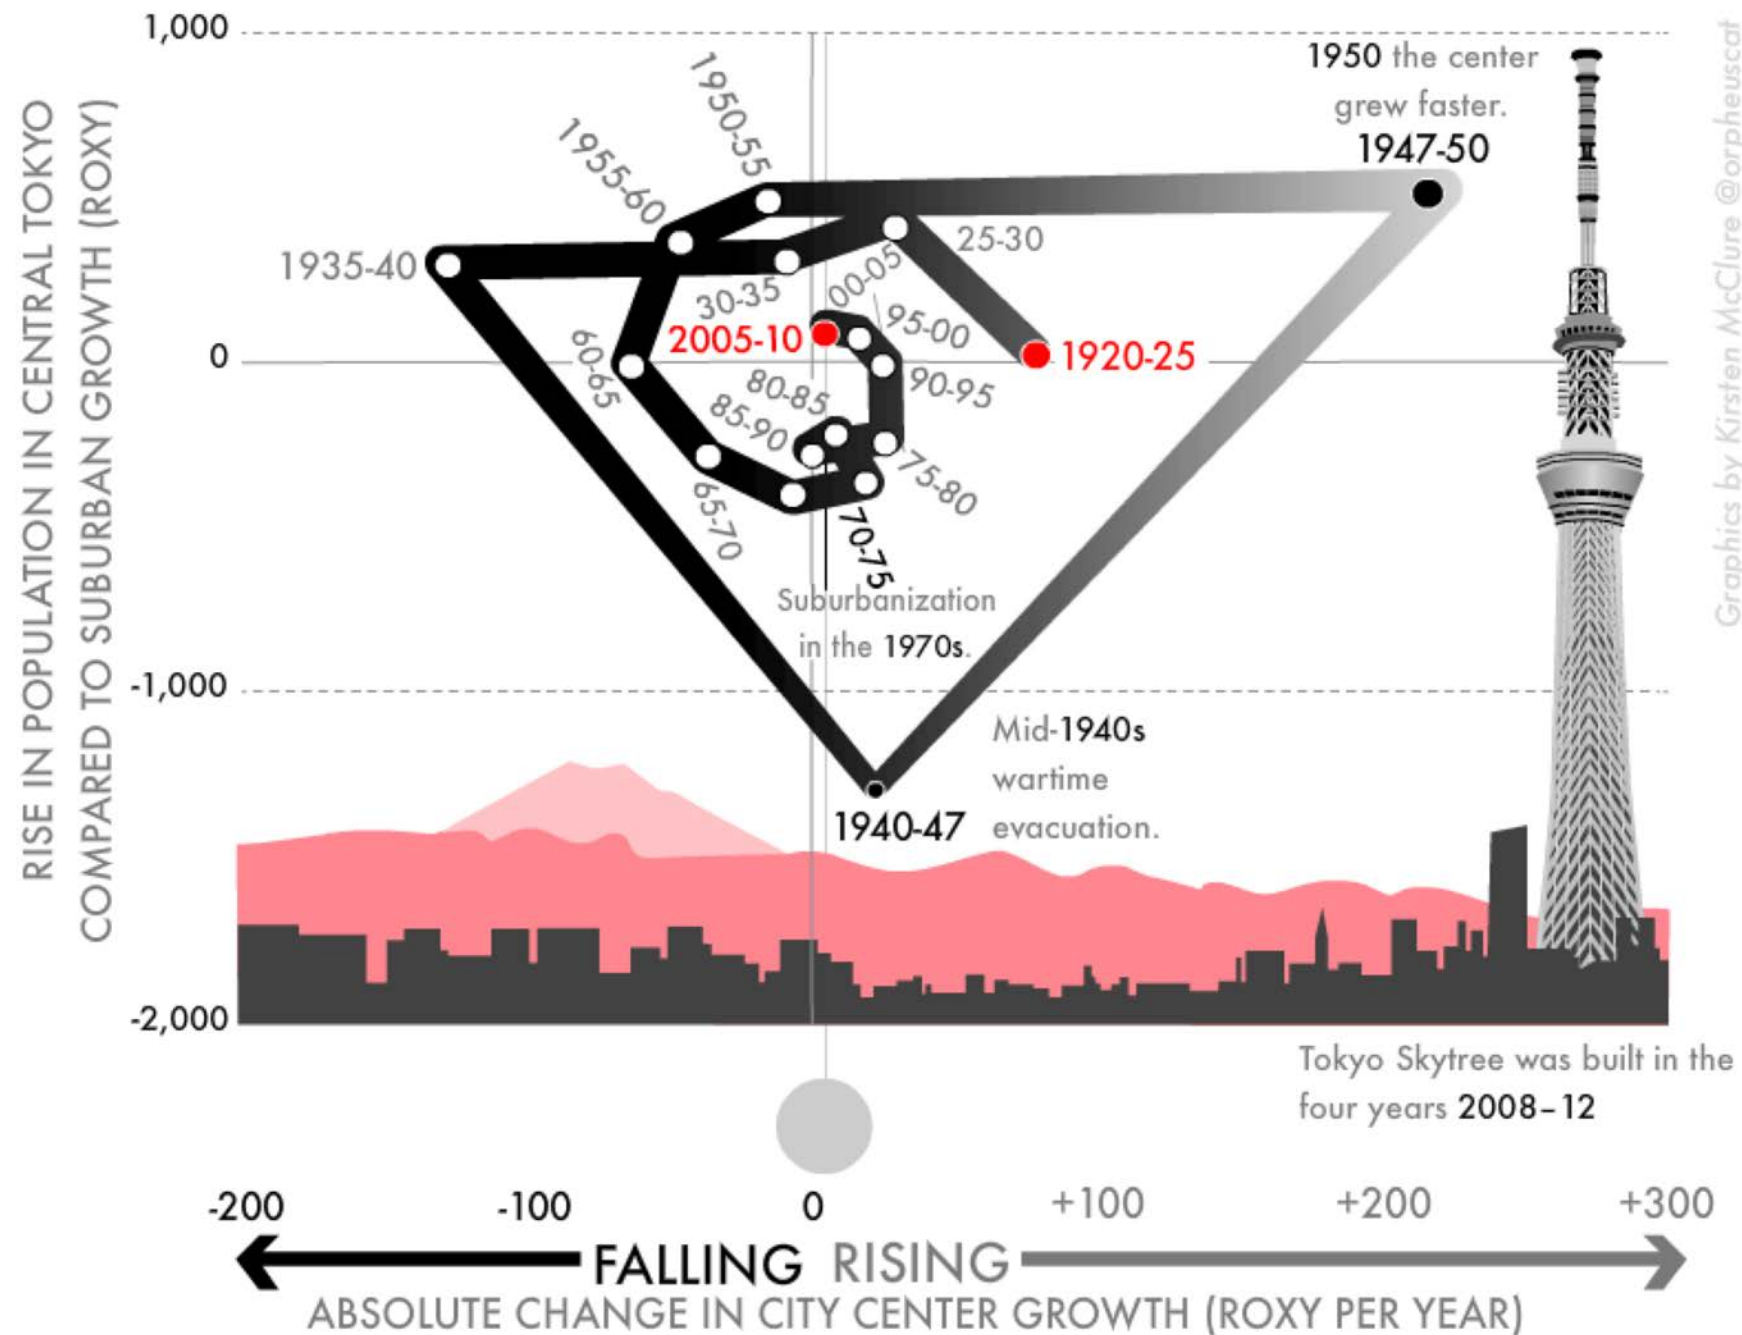 1,000
0
-1,000
-2,000
RISE IN POPULATION IN CENTRAL TOKYO
COMPARED TO SUBURBAN GROWTH (ROXY)
1950 the center
grew faster.
1947-50
1950-55
1955-60
1935-40
25-30
30-35
00-05
95-00
2005-10
1920-25
60-65
80-85
90-95
85-90
75-80
65-70
70-75
Suburbanization
in the 1970s.
Mid-1940s
wartime
evacuation.
1940-47
Graphics by Kirsten McClure @orpheuscat
Tokyo Skytree was built in the
four years 2008–12
-200 -100 0 +100 +200 +300
FALLING RISING
ABSOLUTE CHANGE IN CITY CENTER GROWTH (ROXY PER YEAR)